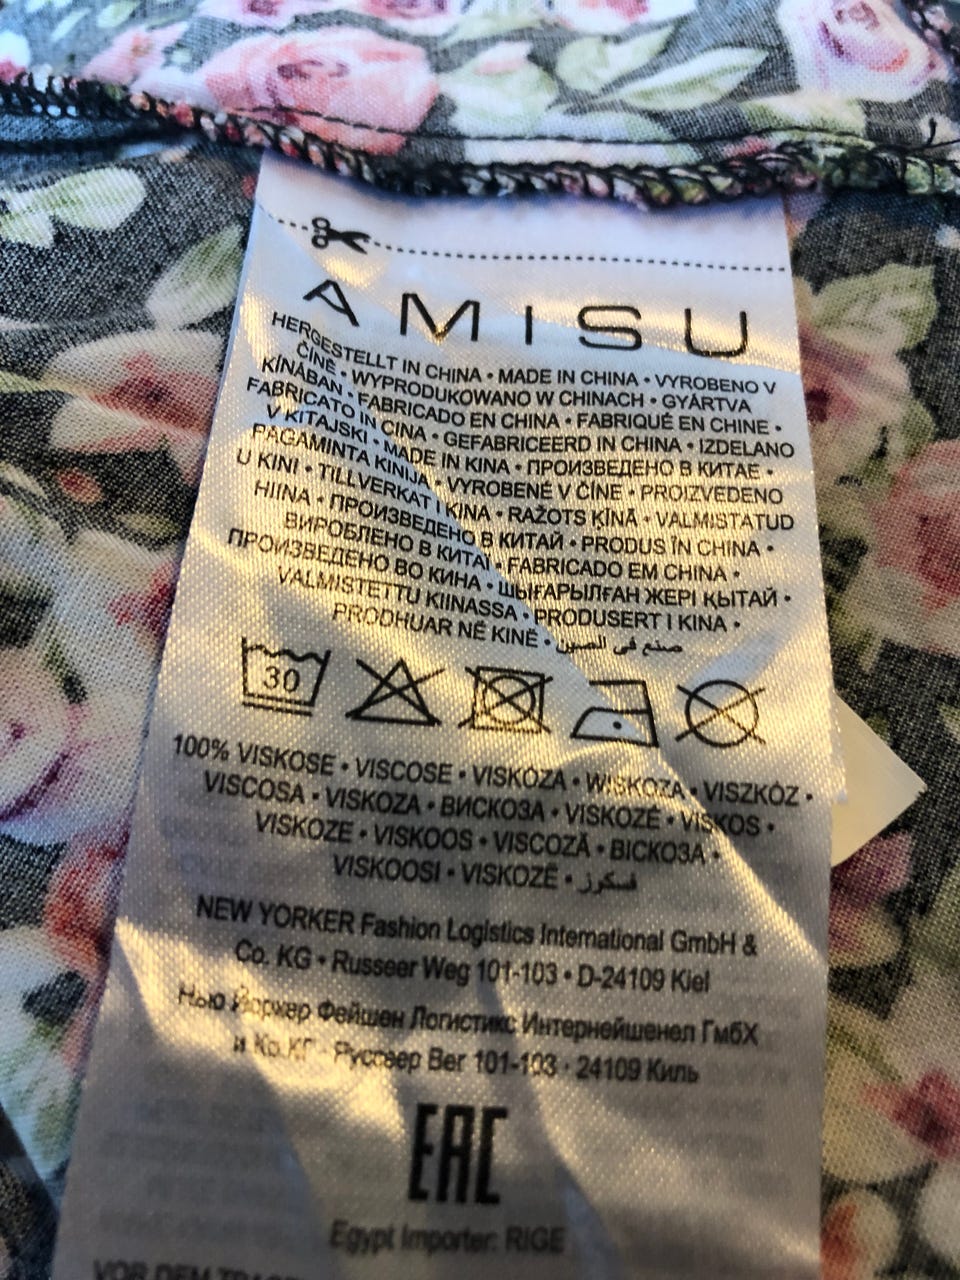 AMISU
HERGESTELLT IN CHINA • MADE IN CHINA • VYROBENO V
ČÍNĚ • WYPRODUKOWANO W CHINACH • GYÁRTVA
KÍNÁBAN • FABRICADO EN CHINA • FABRIQUÉ EN CHINE •
FABRICATO IN CINA • GEFABRICEERD IN CHINA • IZDELANO
V KITAJSKI • MADE IN KINA • ПРОИЗВЕДЕНО В КИТАЕ •
PAGAMINTA KINIJA • VYROBENÉ V ČÍNE • PROIZVEDENO
U KINI • TILLVERKAT I KINA • RAŽOTS ĶĪNĀ • VALMISTATUD
HIINA • ПРОИЗВЕДЕНО В КИТАЙ • PRODUS ÎN CHINA •
ВИРОБЛЕНО В КИТАІ • FABRICADO EM CHINA •
ПРОИЗВЕДЕНО ВО КИНА • ШЫҒАРЫЛҒАН ЖЕРІ ҚЫТАЙ •
VALMISTETTU KIINASSA • PRODUSERT I KINA •
PRODHUAR NË KINË • صنع في الصين
30
100% VISKOSE • VISCOSE • VISKÓZA • WISKOZA • VISZKÓZ •
VISCOSA • VISKOZA • ВИСКОЗА • VISKOZĖ • VISKOS •
VISKOZE • VISKOOS • VISCOZĂ • ВІСКОЗА •
VISKOOSI • VISKOZË • فسكوز
NEW YORKER Fashion Logistics International GmbH &
Co. KG • Russeer Weg 101-103 • D-24109 Kiel
Нью Йоркер Фейшен Логистикс Интернейшенел ГмбХ
и Ко.КГ · Руссеер Вег 101-103 · 24109 Киль
EAC
Egypt Importer: RIGE
VOR DEM